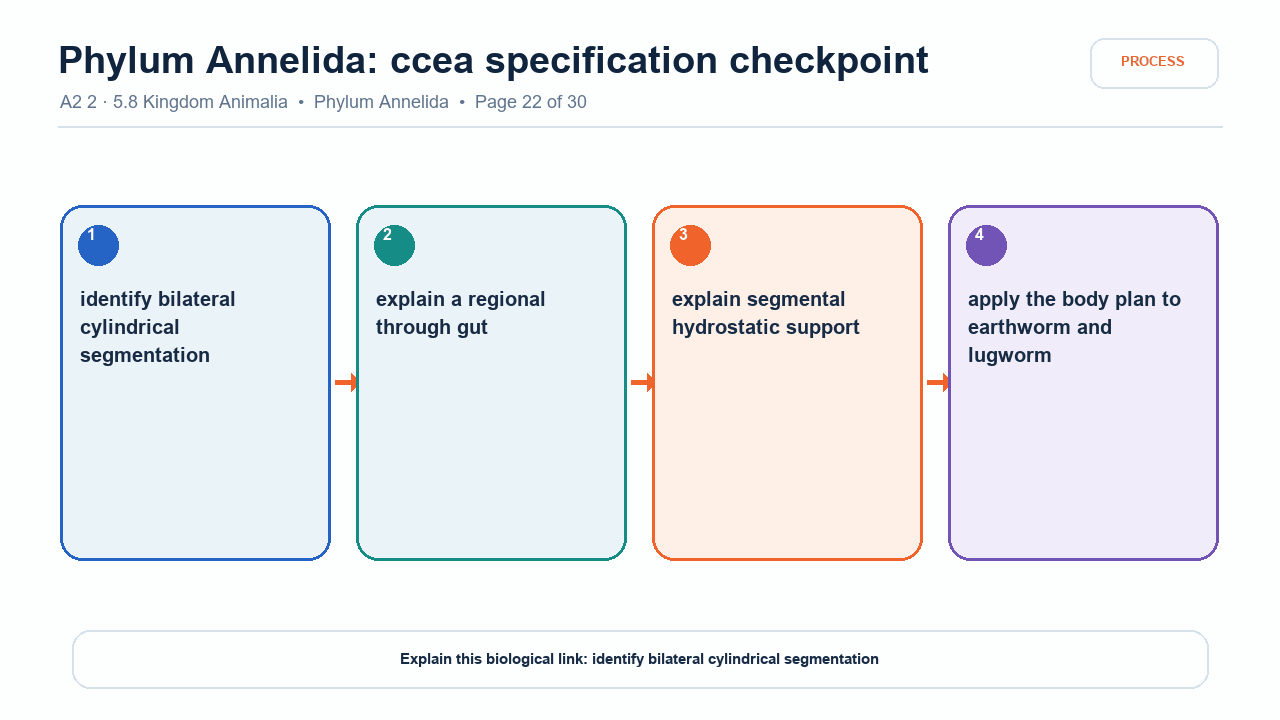 Phylum Annelida: ccea specification checkpoint
PROCESS
A2 2 · 5.8 Kingdom Animalia • Phylum Annelida • Page 22 of 30
1
identify bilateral
cylindrical
segmentation
2
explain a regional
through gut
3
explain segmental
hydrostatic support
4
apply the body plan to
earthworm and
lugworm
Explain this biological link: identify bilateral cylindrical segmentation